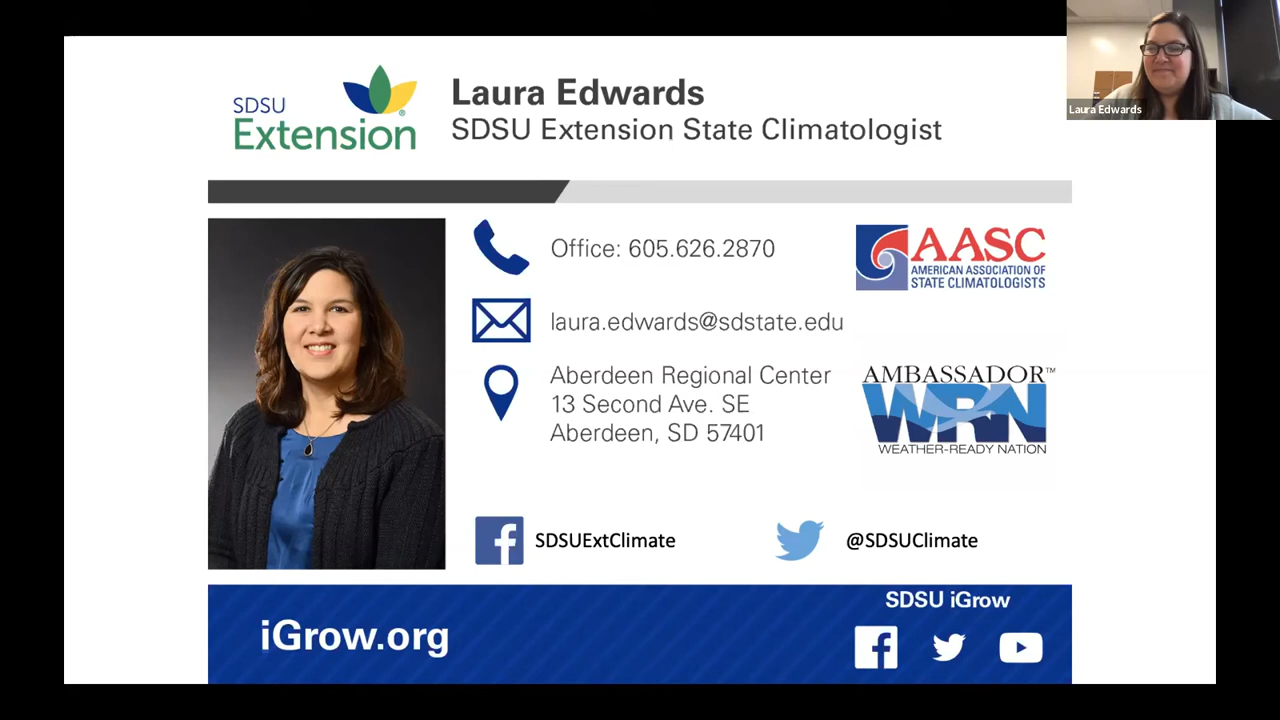 SDSU
Extension
®
Laura Edwards
SDSU Extension State Climatologist
Laura Edwards
Office: 605.626.2870
AASC
AMERICAN ASSOCIATION OF
STATE CLIMATOLOGISTS
laura.edwards@sdstate.edu
Aberdeen Regional Center
13 Second Ave. SE
Aberdeen, SD 57401
AMBASSADOR™
WRN
WEATHER-READY NATION
SDSUExtClimate
@SDSUClimate
iGrow.org
SDSU iGrow